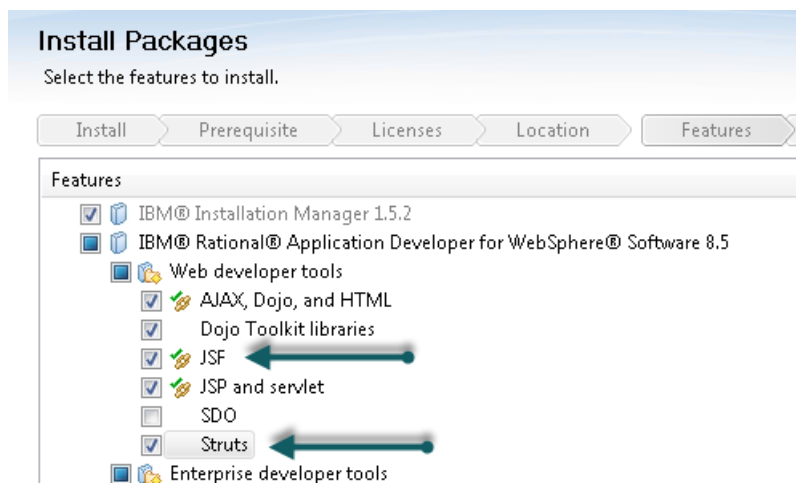 Install Packages
Select the features to install.
Install Prerequisite Licenses Location Features
Features
IBM® Installation Manager 1.5.2
IBM® Rational® Application Developer for WebSphere® Software 8.5
Web developer tools
AJAX, Dojo, and HTML
Dojo Toolkit libraries
JSF
JSP and servlet
SDO
Struts
Enterprise developer tools